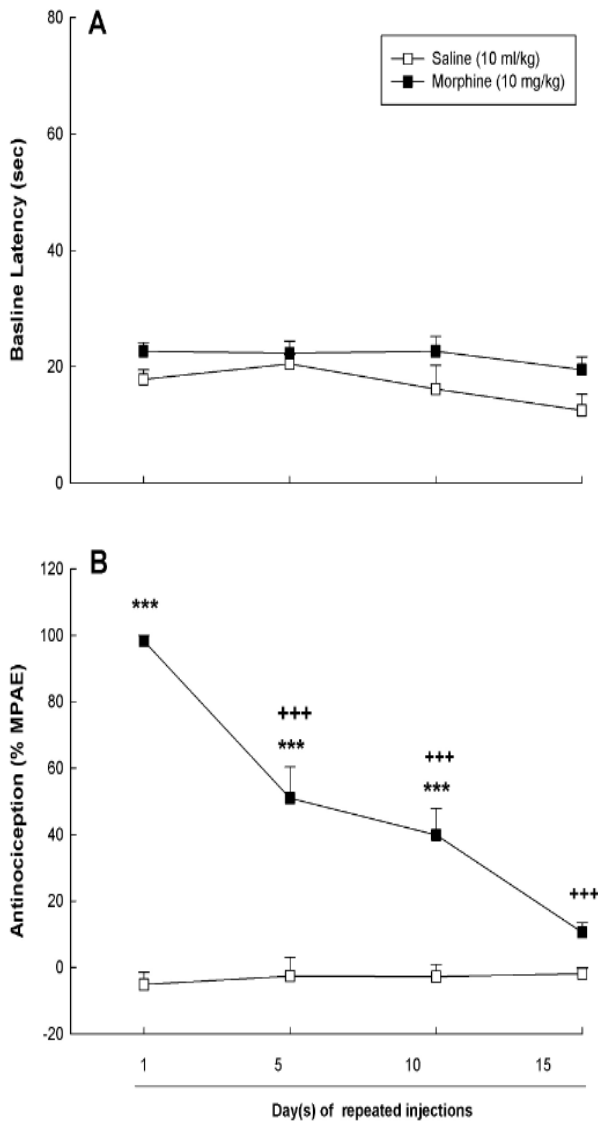 A
80
Saline (10 ml/kg)
Morphine (10 mg/kg)
60
40
20
0
Basline Latency (sec)
B
120
***
100
80
+++
***
60
+++
***
40
20
+++
0
-20
Antinociception (% MPAE)
1 5 10 15
Day(s) of repeated injections